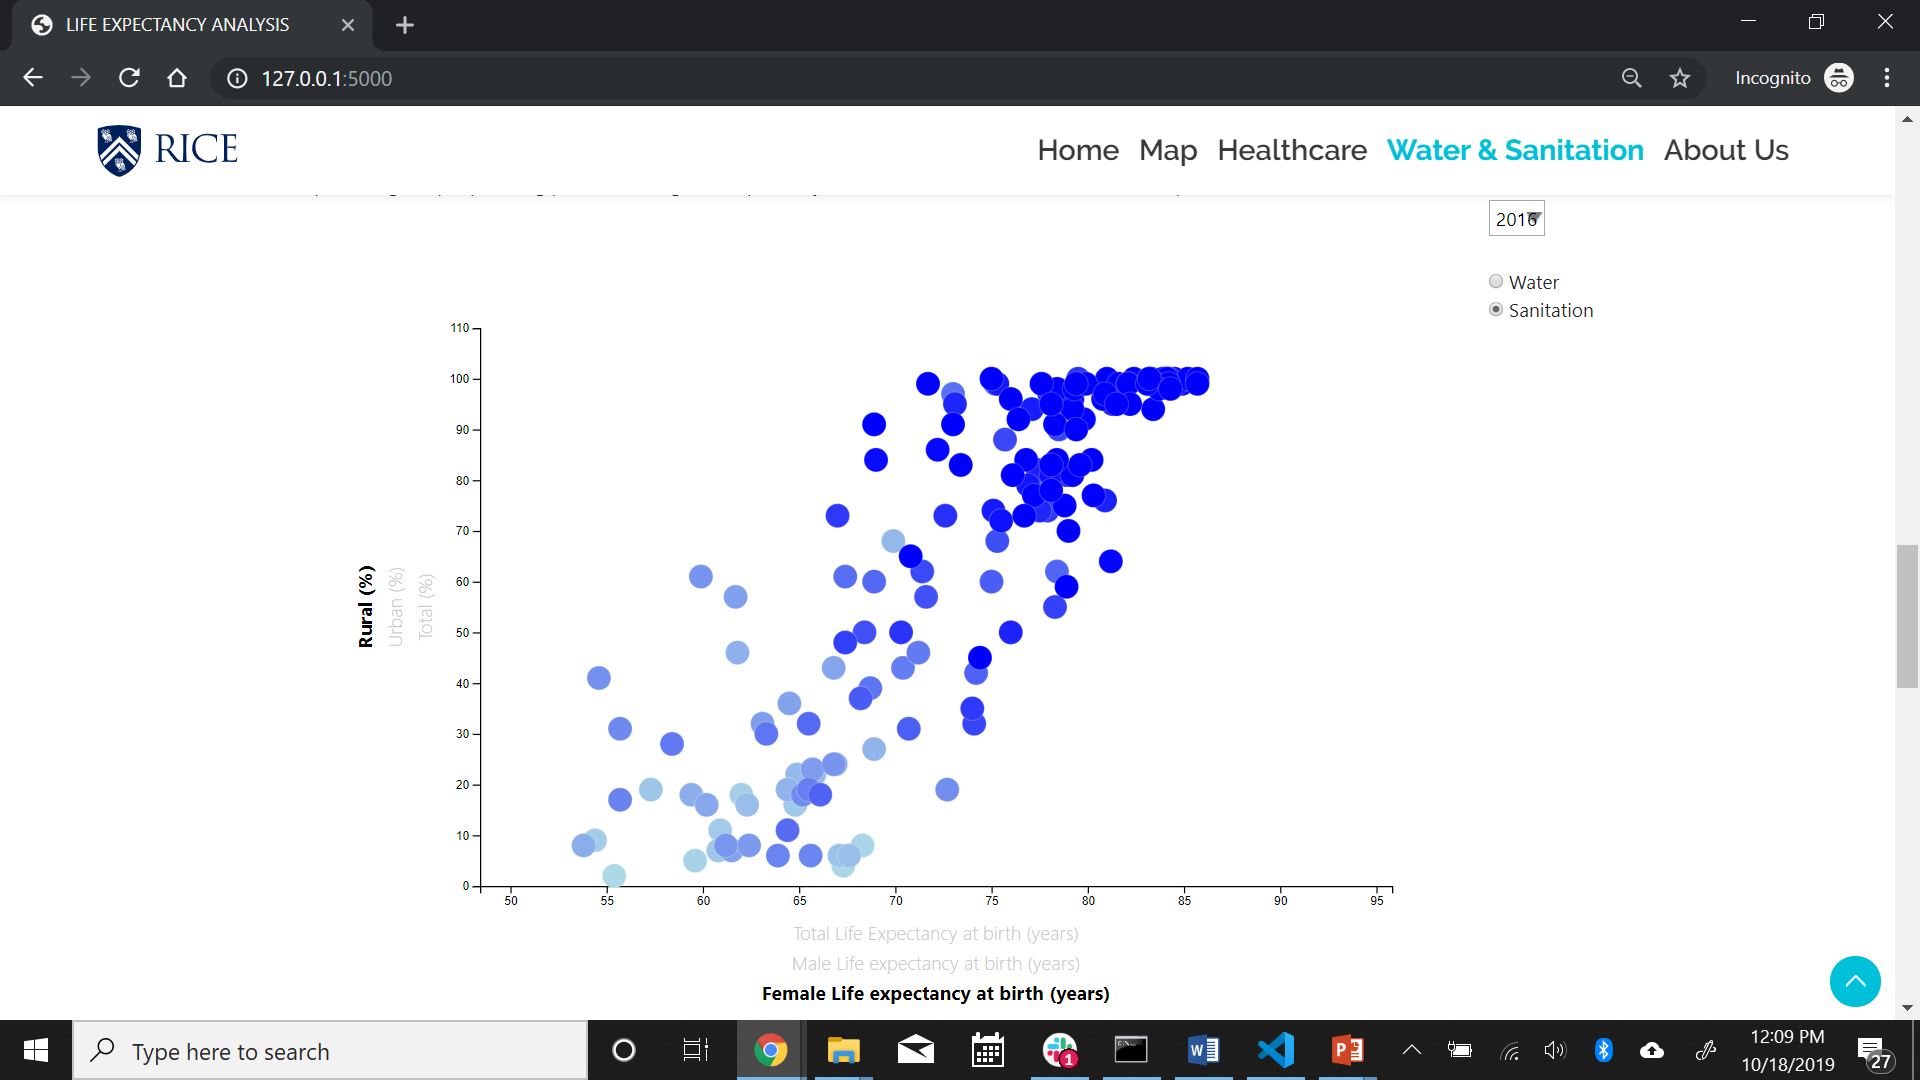 LIFE EXPECTANCY ANALYSIS
127.0.0.1:5000
Incognito
RICE
Home Map Healthcare Water & Sanitation About Us
2016
Water
Sanitation
110
100
90
80
70
60
50
40
30
20
10
0
Rural (%)
Urban (%)
Total (%)
50 55 60 65 70 75 80 85 90 95
Total Life Expectancy at birth (years)
Male Life expectancy at birth (years)
Female Life expectancy at birth (years)
Type here to search
1
12:09 PM
10/18/2019
27